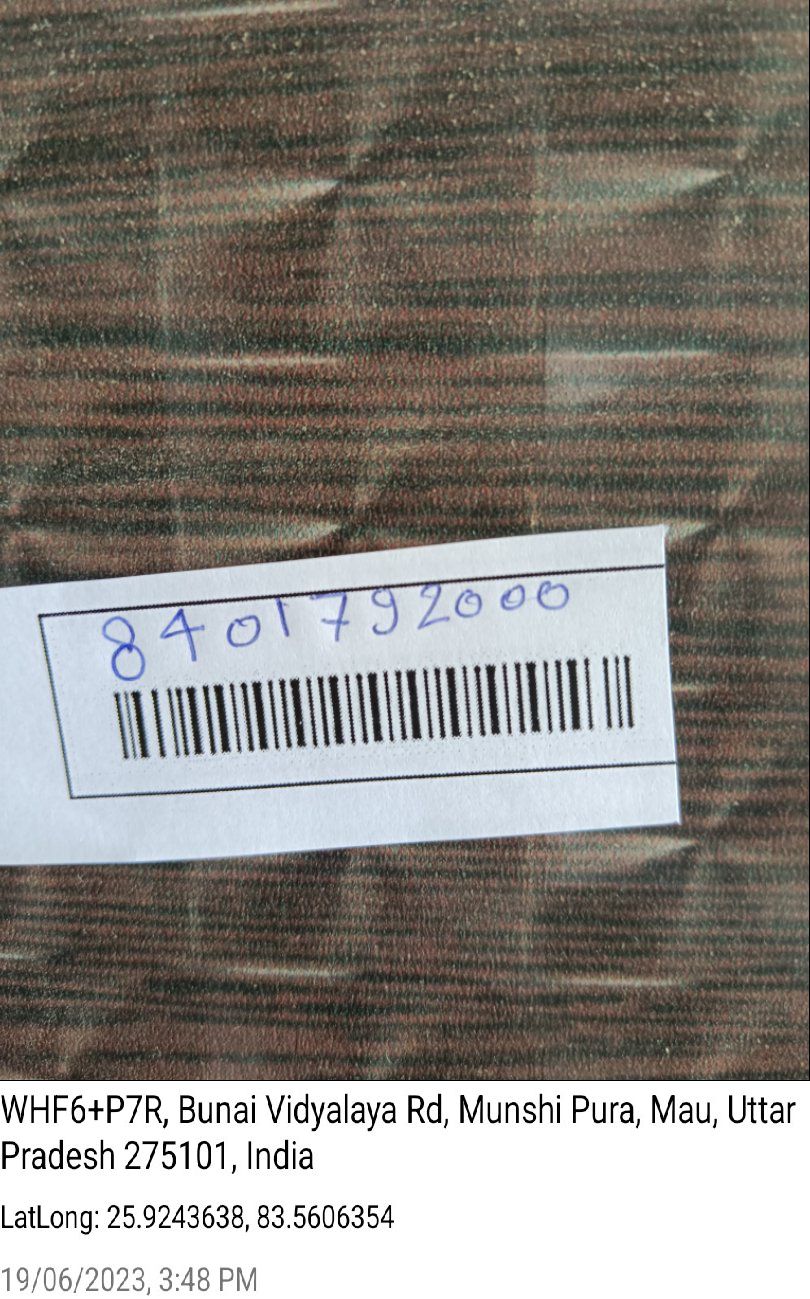 8401792000
WHF6+P7R, Bunai Vidyalaya Rd, Munshi Pura, Mau, Uttar
Pradesh 275101, India
LatLong: 25.9243638, 83.5606354
19/06/2023, 3:48 PM